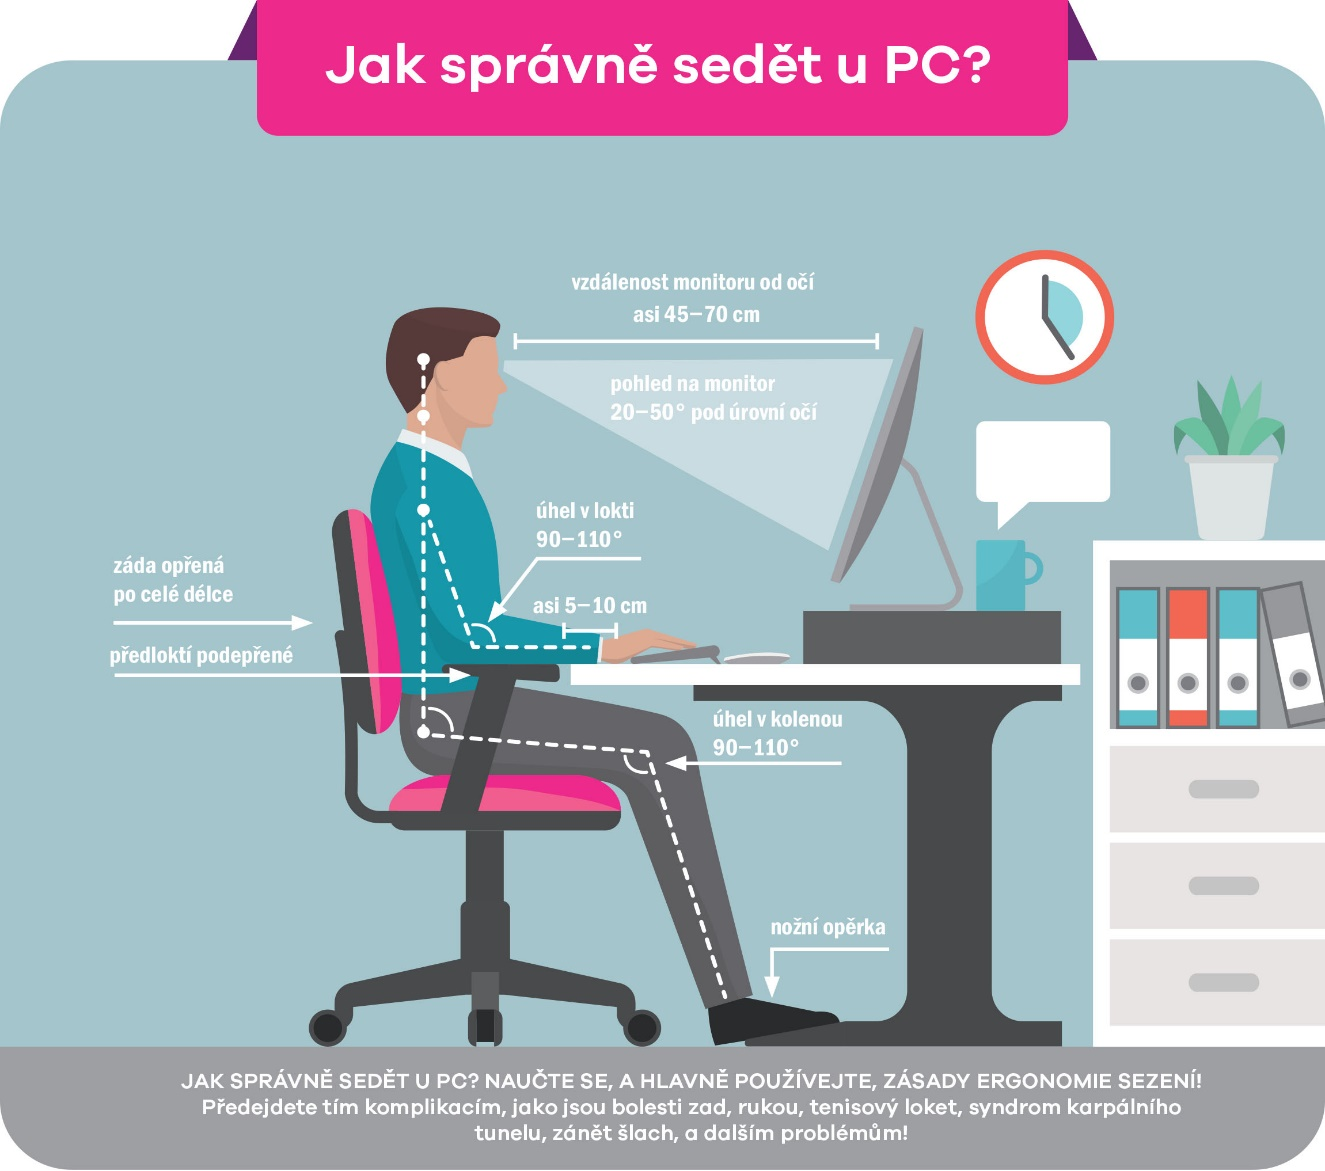 Jak správně sedět u PC?
vzdálenost monitoru od očí
asi 45–70 cm
pohled na monitor
20–50° pod úrovní očí
úhel v lokti
90–110°
asi 5–10 cm
záda opřená
po celé délce
předloktí podepřené
úhel v kolenou
90–110°
nožní opěrka
JAK SPRÁVNĚ SEDĚT U PC? NAUČTE SE, A HLAVNĚ POUŽÍVEJTE, ZÁSADY ERGONOMIE SEZENÍ!
Předejdete tím komplikacím, jako jsou bolesti zad, rukou, tenisový loket, syndrom karpálního
tunelu, zánět šlach, a dalším problémům!